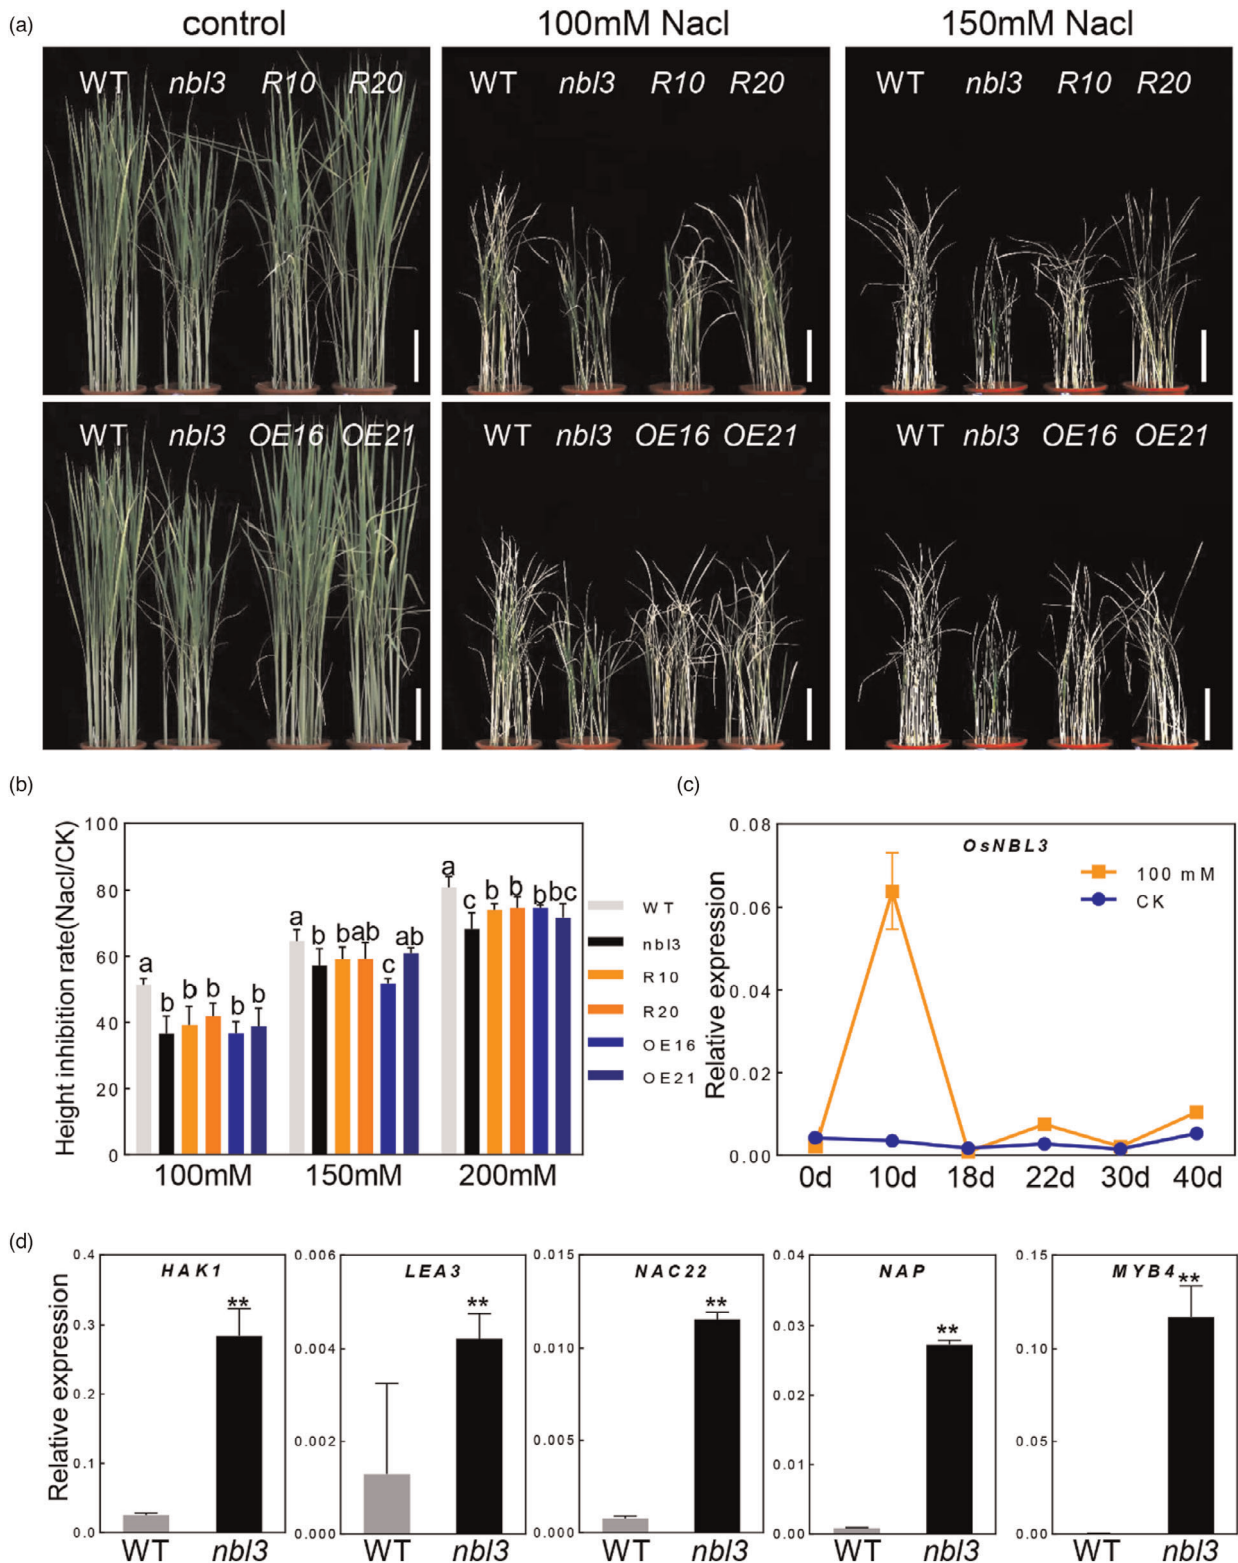 (a)
control
100mM Nacl
150mM Nacl
WT nbl3 R10 R20
WT nbl3 R10 R20
WT nbl3 R10 R20
WT nbl3 OE16 OE21
WT nbl3 OE16 OE21
WT nbl3 OE16 OE21
(b)
Height inhibition rate(Nacl/CK)
100
80
60
40
20
0
a b b b b b
a b b ab c ab
a c b b b bc
100mM 150mM 200mM
WT
nbl3
R10
R20
OE16
OE21
(c)
Relative expression
0.08
0.06
0.04
0.02
0.00
OsNBL3
100 mM
CK
0d 10d 18d 22d 30d 40d
(d)
Relative expression
0.4
0.3
0.2
0.1
0.0
HAK1
**
WT nbl3
0.006
0.004
0.002
0.000
LEA3
**
WT nbl3
0.015
0.010
0.005
0.000
NAC22
**
WT nbl3
0.04
0.03
0.02
0.01
0.00
NAP
**
WT nbl3
0.15
0.10
0.05
0.00
MYB4
**
WT nbl3